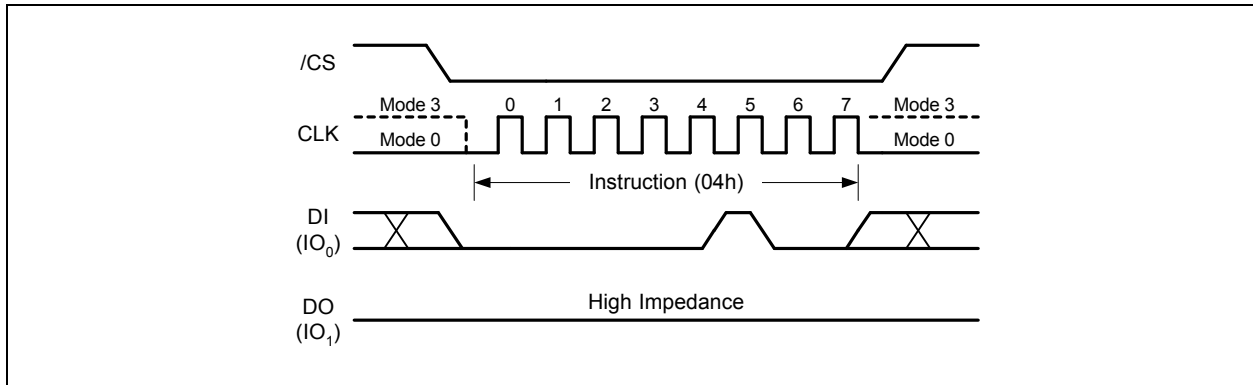 /CS
Mode 3 0 1 2 3 4 5 6 7 Mode 3
CLK
Mode 0 Mode 0
Instruction (04h)
DI
(IO0)
High Impedance
DO
(IO1)